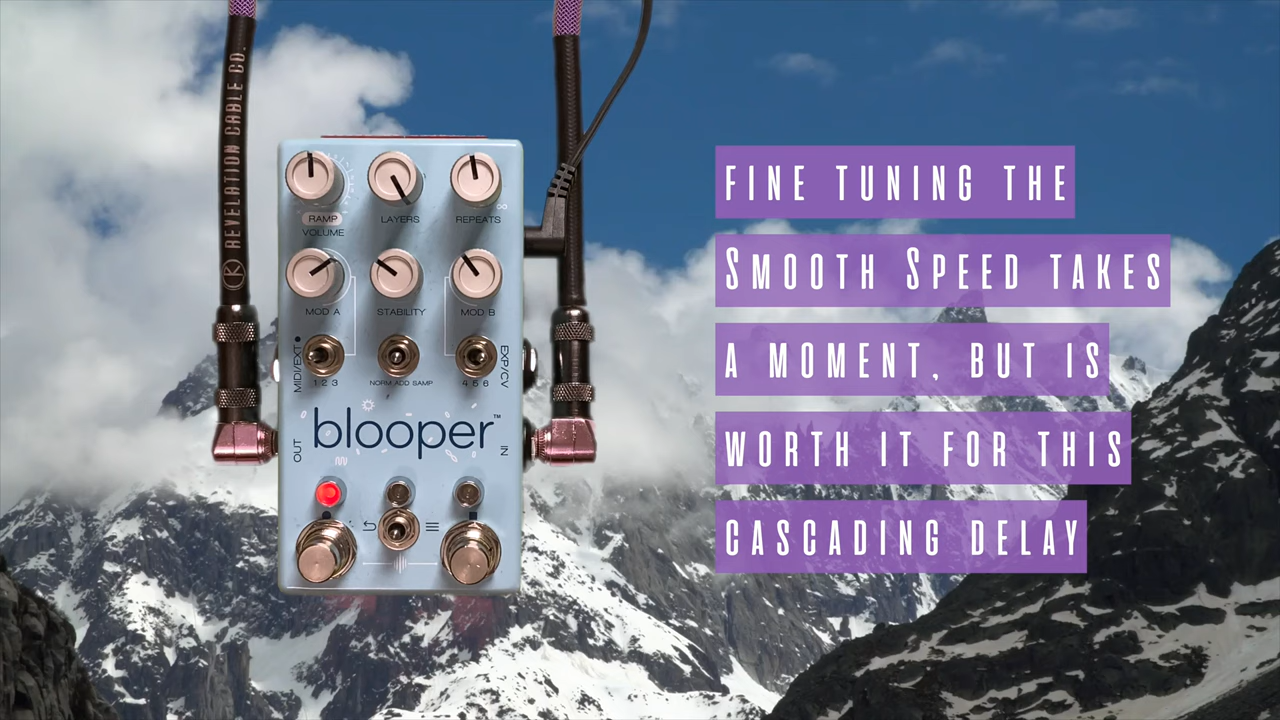 REVELATION CABLE CO.
RAMP
VOLUME
LAYERS
REPEATS
∞
MOD A
STABILITY
MOD B
MIDI/EXT
1 2 3
NORM ADD SAMP
4 5 6
EXP/CV
OUT
blooper™
IN
FINE TUNING THE
SMOOTH SPEED TAKES
A MOMENT, BUT IS
WORTH IT FOR THIS
CASCADING DELAY